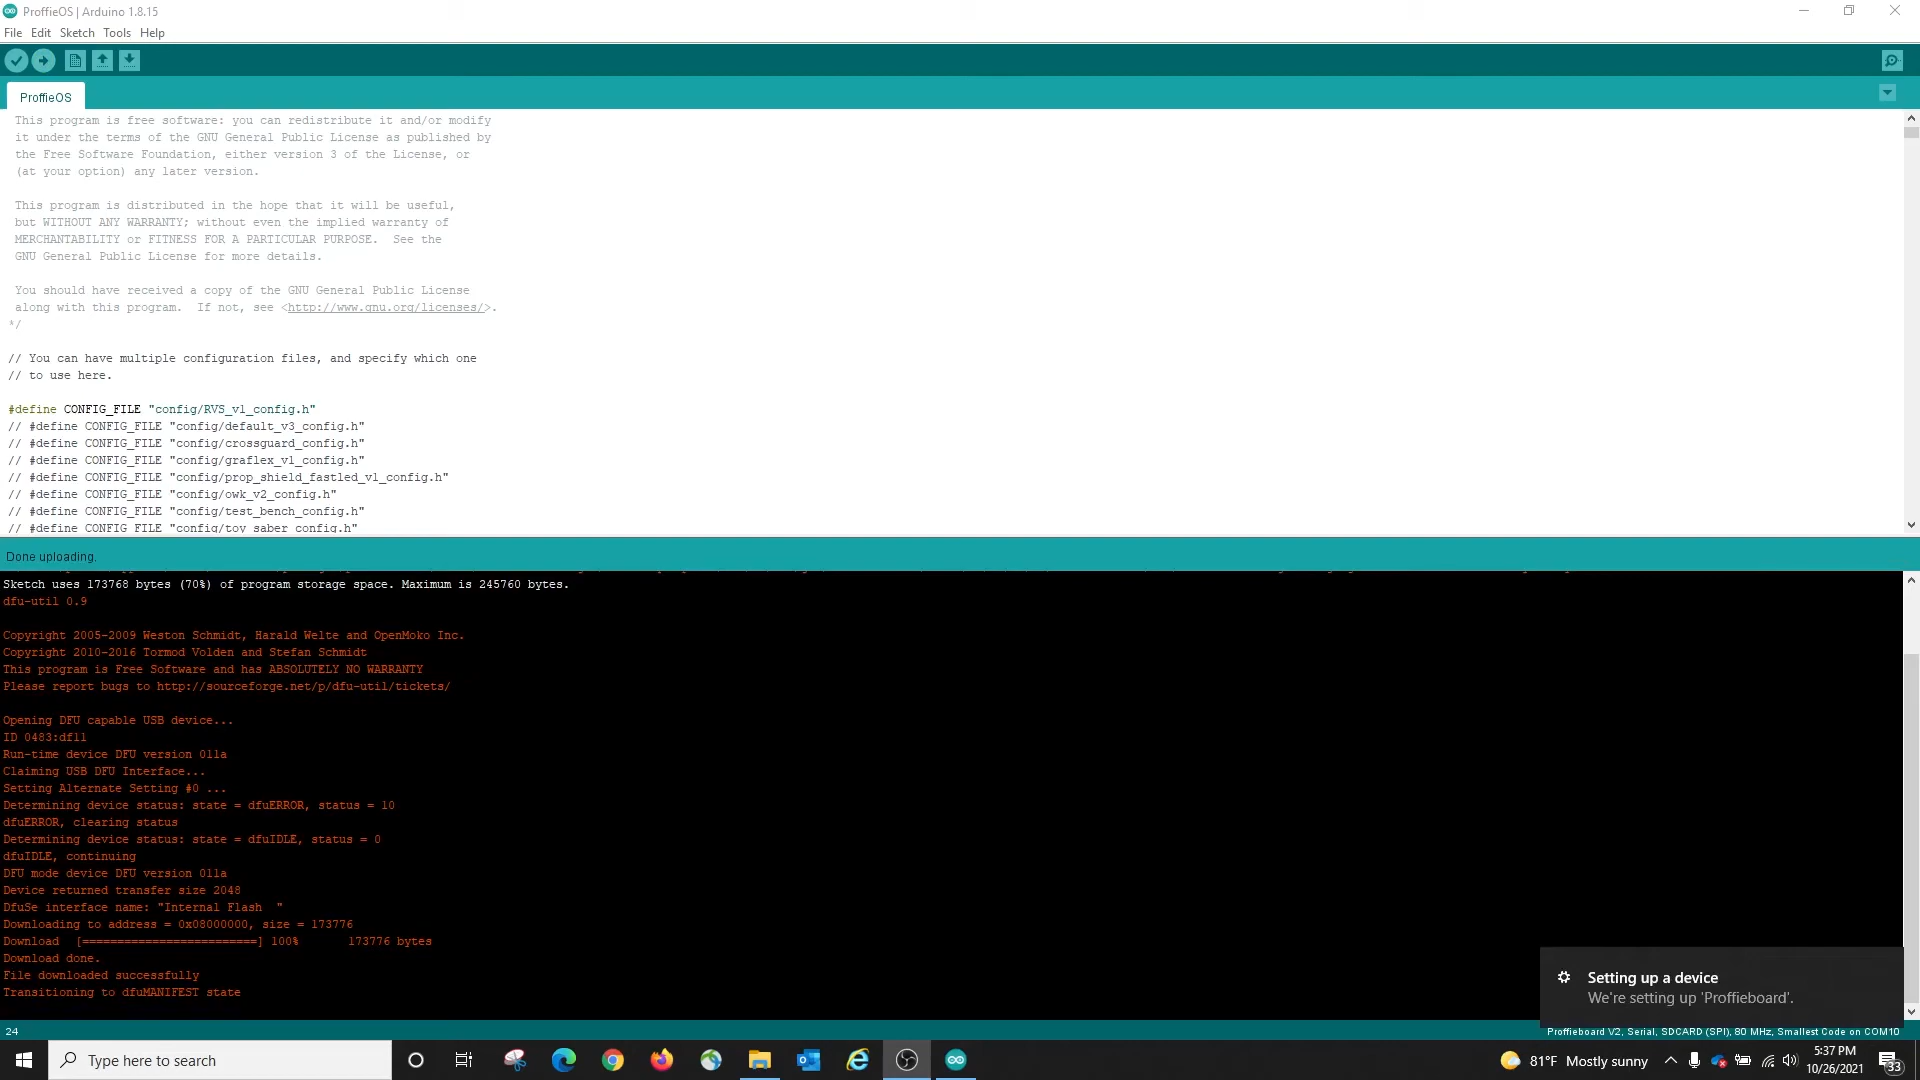 ProffieOS | Arduino 1.8.15
File Edit Sketch Tools Help
ProffieOS
This program is free software: you can redistribute it and/or modify
it under the terms of the GNU General Public License as published by
the Free Software Foundation, either version 3 of the License, or
(at your option) any later version.
This program is distributed in the hope that it will be useful,
but WITHOUT ANY WARRANTY; without even the implied warranty of
MERCHANTABILITY or FITNESS FOR A PARTICULAR PURPOSE.  See the
GNU General Public License for more details.
You should have received a copy of the GNU General Public License
along with this program.  If not, see <http://www.gnu.org/licenses/>.
*/
// You can have multiple configuration files, and specify which one
// to use here.
#define CONFIG_FILE "config/RVS_v1_config.h"
// #define CONFIG_FILE "config/default_v3_config.h"
// #define CONFIG_FILE "config/crossguard_config.h"
// #define CONFIG_FILE "config/graflex_v1_config.h"
// #define CONFIG_FILE "config/prop_shield_fastled_v1_config.h"
// #define CONFIG_FILE "config/owk_v2_config.h"
// #define CONFIG_FILE "config/test_bench_config.h"
// #define CONFIG_FILE "config/toy_saber_config.h"
Done uploading.
Sketch uses 173768 bytes (70%) of program storage space. Maximum is 245760 bytes.
dfu-util 0.9
Copyright 2005-2009 Weston Schmidt, Harald Welte and OpenMoko Inc.
Copyright 2010-2016 Tormod Volden and Stefan Schmidt
This program is Free Software and has ABSOLUTELY NO WARRANTY
Please report bugs to http://sourceforge.net/p/dfu-util/tickets/
Opening DFU capable USB device...
ID 0483:df11
Run-time device DFU version 011a
Claiming USB DFU Interface...
Setting Alternate Setting #0 ...
Determining device status: state = dfuERROR, status = 10
dfuERROR, clearing status
Determining device status: state = dfuIDLE, status = 0
dfuIDLE, continuing
DFU mode device DFU version 011a
Device returned transfer size 2048
DfuSe interface name: "Internal Flash  "
Downloading to address = 0x08000000, size = 173776
Download  [=========================] 100%       173776 bytes
Download done.
File downloaded successfully
Transitioning to dfuMANIFEST state
Setting up a device
We're setting up 'Proffieboard'.
24
Proffieboard V2, Serial, SDCARD (SPI), 80 MHz, Smallest Code on COM10
Type here to search
81°F Mostly sunny
5:37 PM
10/26/2021
33